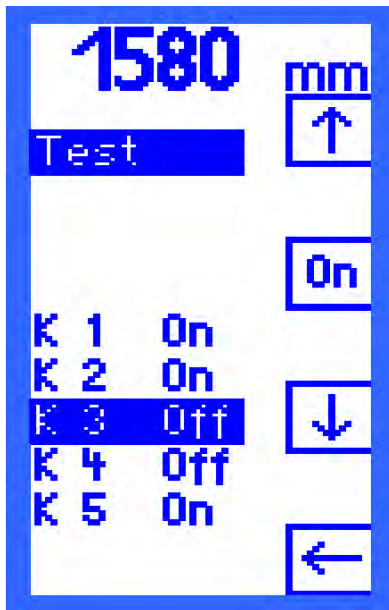 1580 mm
↑
Test
On
K 1 On
K 2 On
K 3 Off
↓
K 4 Off
K 5 On
←